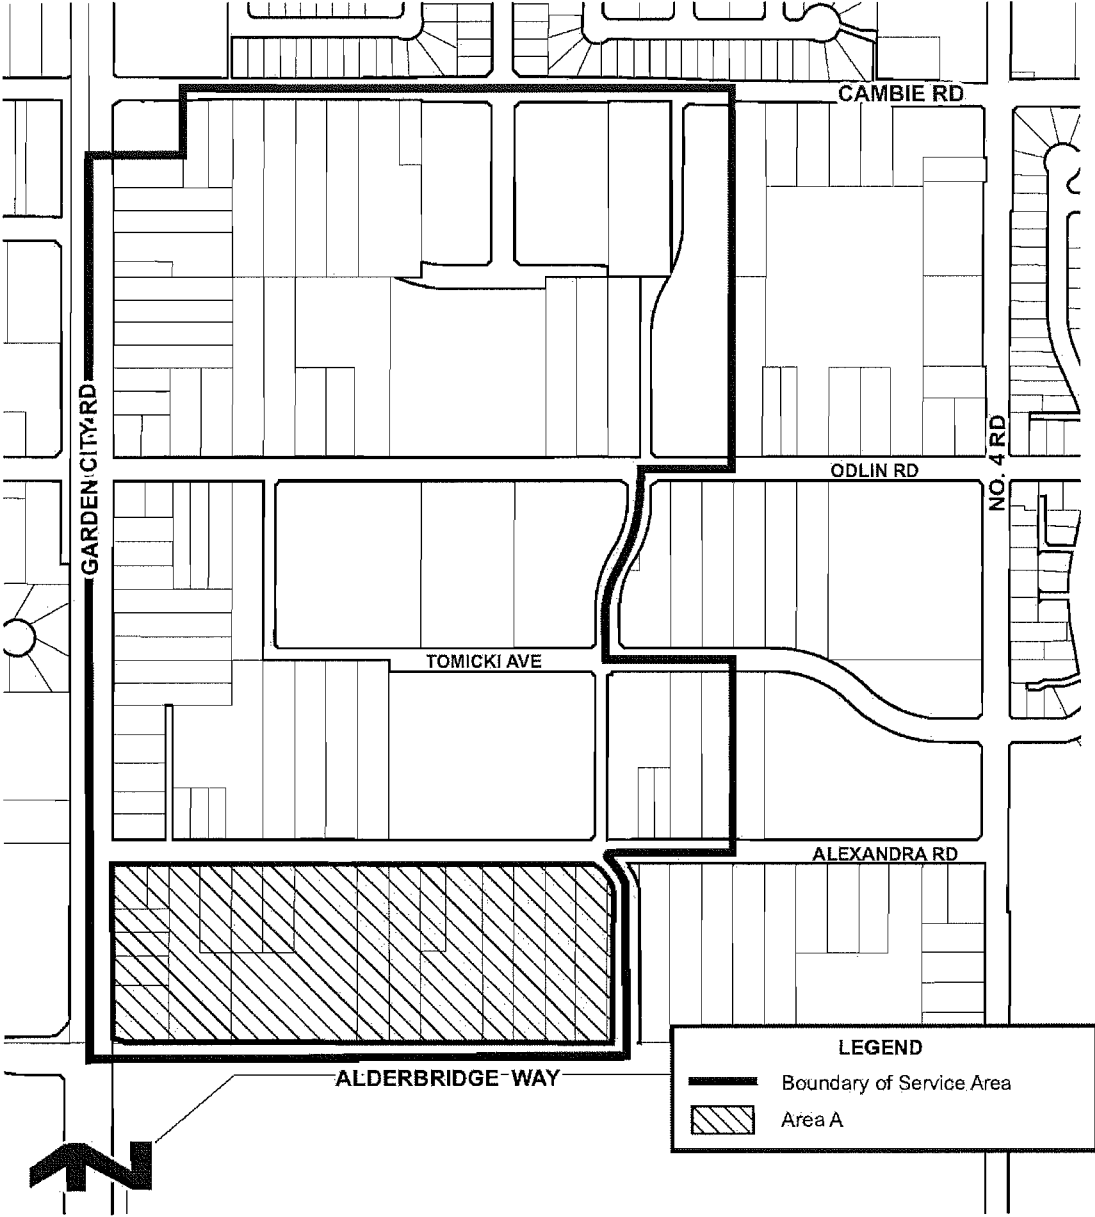 CAMBIE RD
GARDEN CITY RD
NO. 4 RD
ODLIN RD
TOMICKI AVE
ALEXANDRA RD
LEGEND
Boundary of Service Area
Area A
ALDERBRIDGE WAY
N